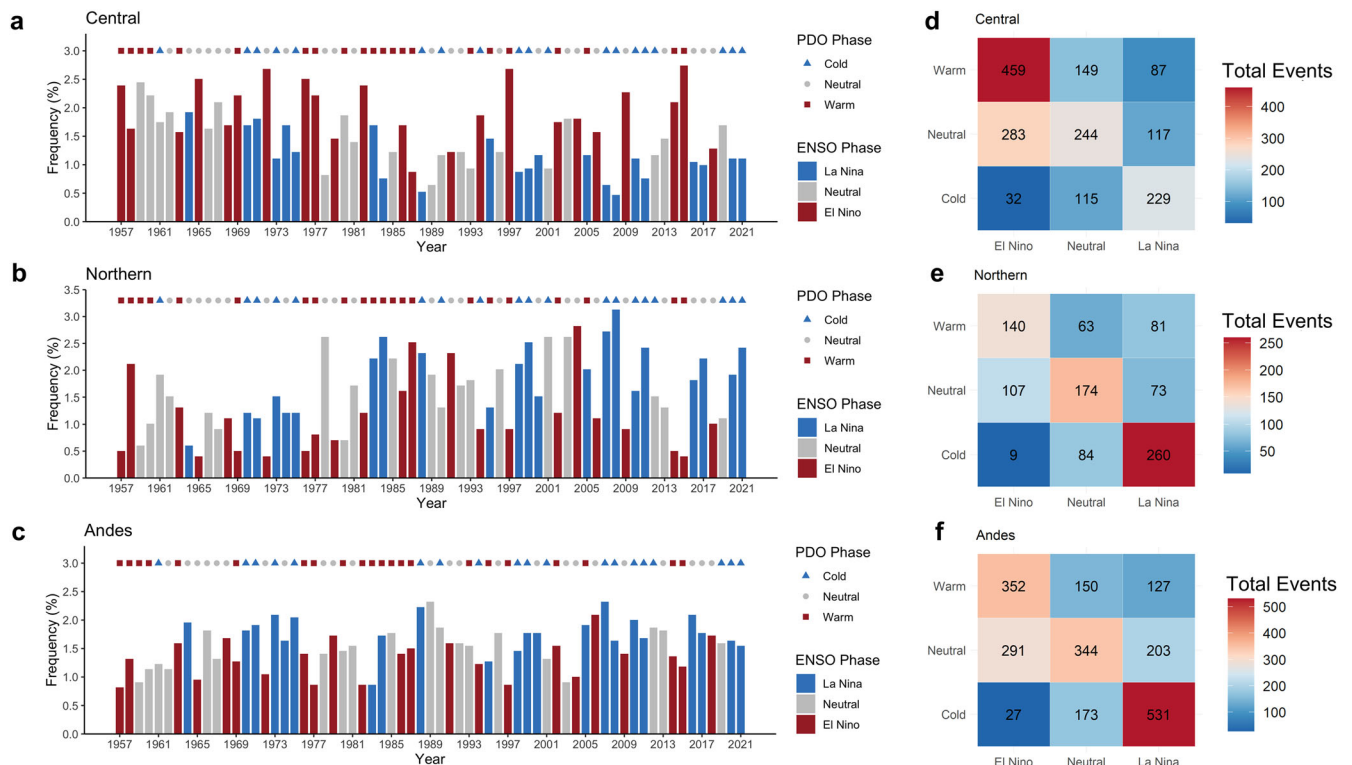 a
Central
3.0
2.5
2.0
1.5
1.0
0.5
0.0
Frequency (%)
1957 1961 1965 1969 1973 1977 1981 1985 1989 1993 1997 2001 2005 2009 2013 2017 2021
Year
PDO Phase
Cold
Neutral
Warm
ENSO Phase
La Nina
Neutral
El Nino
b
Northern
3.5
3.0
2.5
2.0
1.5
1.0
0.5
0.0
Frequency (%)
1957 1961 1965 1969 1973 1977 1981 1985 1989 1993 1997 2001 2005 2009 2013 2017 2021
Year
PDO Phase
Cold
Neutral
Warm
ENSO Phase
La Nina
Neutral
El Nino
c
Andes
3.0
2.5
2.0
1.5
1.0
0.5
0.0
Frequency (%)
1957 1961 1965 1969 1973 1977 1981 1985 1989 1993 1997 2001 2005 2009 2013 2017 2021
Year
PDO Phase
Cold
Neutral
Warm
ENSO Phase
La Nina
Neutral
El Nino
d
Central
Warm 459 149 87
Neutral 283 244 117
Cold 32 115 229
El Nino Neutral La Nina
Total Events
400
300
200
100
e
Northern
Warm 140 63 81
Neutral 107 174 73
Cold 9 84 260
El Nino Neutral La Nina
Total Events
250
200
150
100
50
f
Andes
Warm 352 150 127
Neutral 291 344 203
Cold 27 173 531
El Nino Neutral La Nina
Total Events
500
400
300
200
100